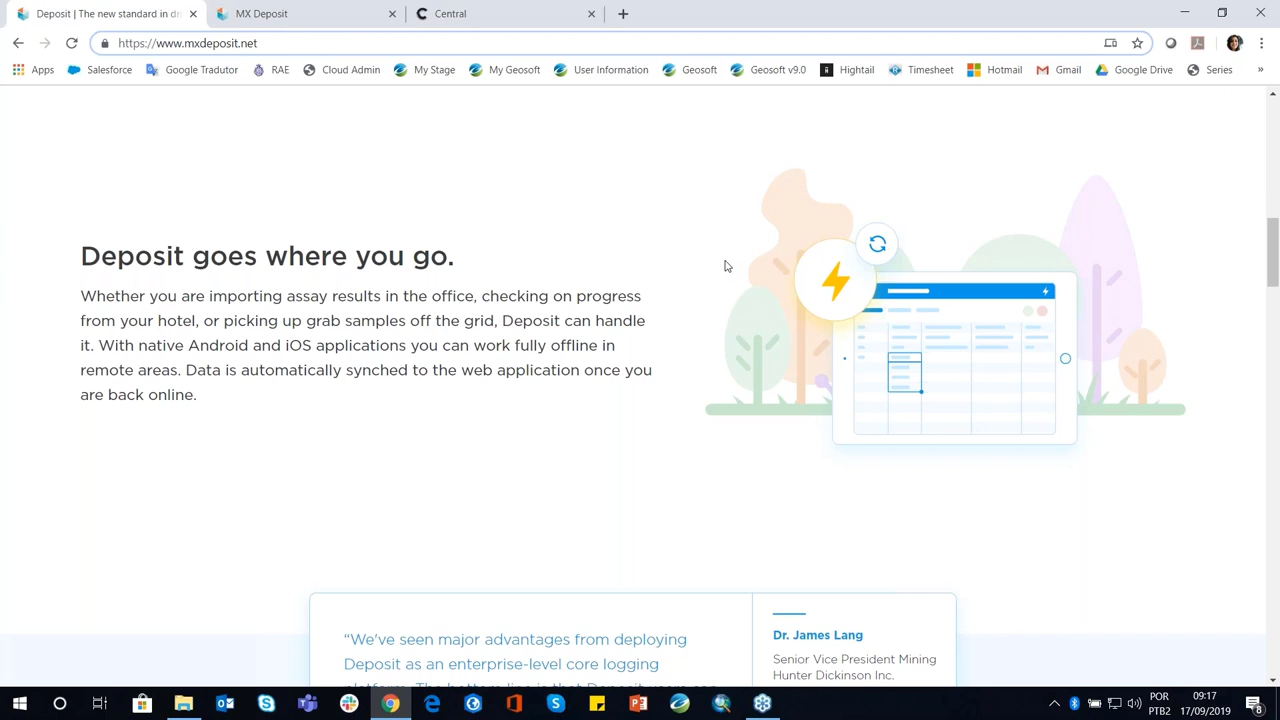 Deposit | The new standard in dr
MX Deposit
Central
https://www.mxdeposit.net
Apps
Salesforce
Google Tradutor
RAE
Cloud Admin
My Stage
My Geosoft
User Information
Geosoft
Geosoft v9.0
Hightail
Timesheet
Hotmail
Gmail
Google Drive
Series
»
Deposit goes where you go.
Whether you are importing assay results in the office, checking on progress
from your hotel, or picking up grab samples off the grid, Deposit can handle
it. With native Android and iOS applications you can work fully offline in
remote areas. Data is automatically synched to the web application once you
are back online.
“We've seen major advantages from deploying
Deposit as an enterprise-level core logging
Dr. James Lang
Senior Vice President Mining
Hunter Dickinson Inc.
POR
PTB2
09:17
17/09/2019
8